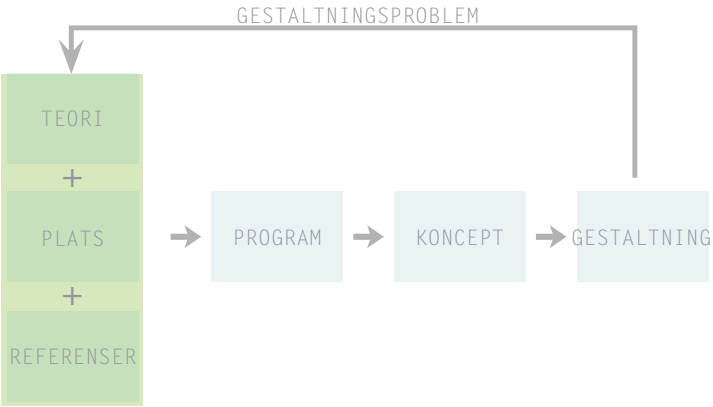 GESTALTNINGSPROBLEM
TEORI
+
PLATS
+
REFERENSER
PROGRAM
KONCEPT
GESTALTNING